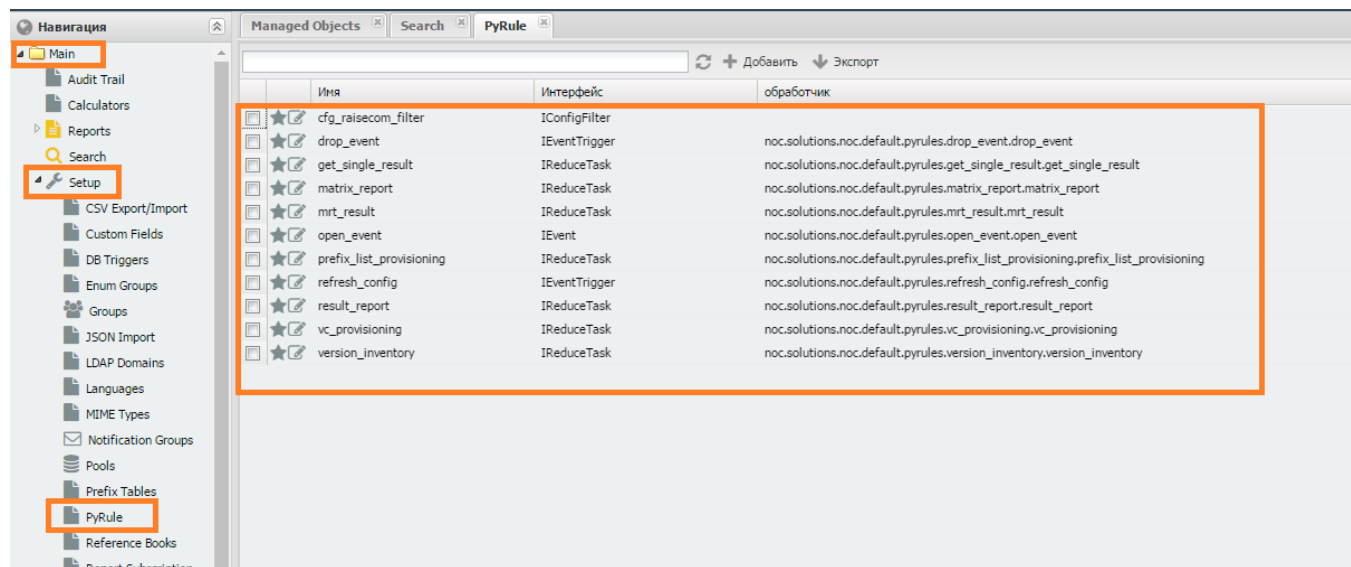 Навигация
Main
Audit Trail
Calculators
Reports
Search
Setup
CSV Export/Import
Custom Fields
DB Triggers
Enum Groups
Groups
JSON Import
LDAP Domains
Languages
MIME Types
Notification Groups
Pools
Prefix Tables
PyRule
Reference Books
Report Subscription
Managed Objects Search PyRule
Добавить Экспорт
Имя Интерфейс обработчик
cfg_raisecom_filter IConfigFilter
drop_event IEventTrigger noc.solutions.noc.default.pyrules.drop_event.drop_event
get_single_result IReduceTask noc.solutions.noc.default.pyrules.get_single_result.get_single_result
matrix_report IReduceTask noc.solutions.noc.default.pyrules.matrix_report.matrix_report
mrt_result IReduceTask noc.solutions.noc.default.pyrules.mrt_result.mrt_result
open_event IEvent noc.solutions.noc.default.pyrules.open_event.open_event
prefix_list_provisioning IReduceTask noc.solutions.noc.default.pyrules.prefix_list_provisioning.prefix_list_provisioning
refresh_config IEventTrigger noc.solutions.noc.default.pyrules.refresh_config.refresh_config
result_report IReduceTask noc.solutions.noc.default.pyrules.result_report.result_report
vc_provisioning IReduceTask noc.solutions.noc.default.pyrules.vc_provisioning.vc_provisioning
version_inventory IReduceTask noc.solutions.noc.default.pyrules.version_inventory.version_inventory